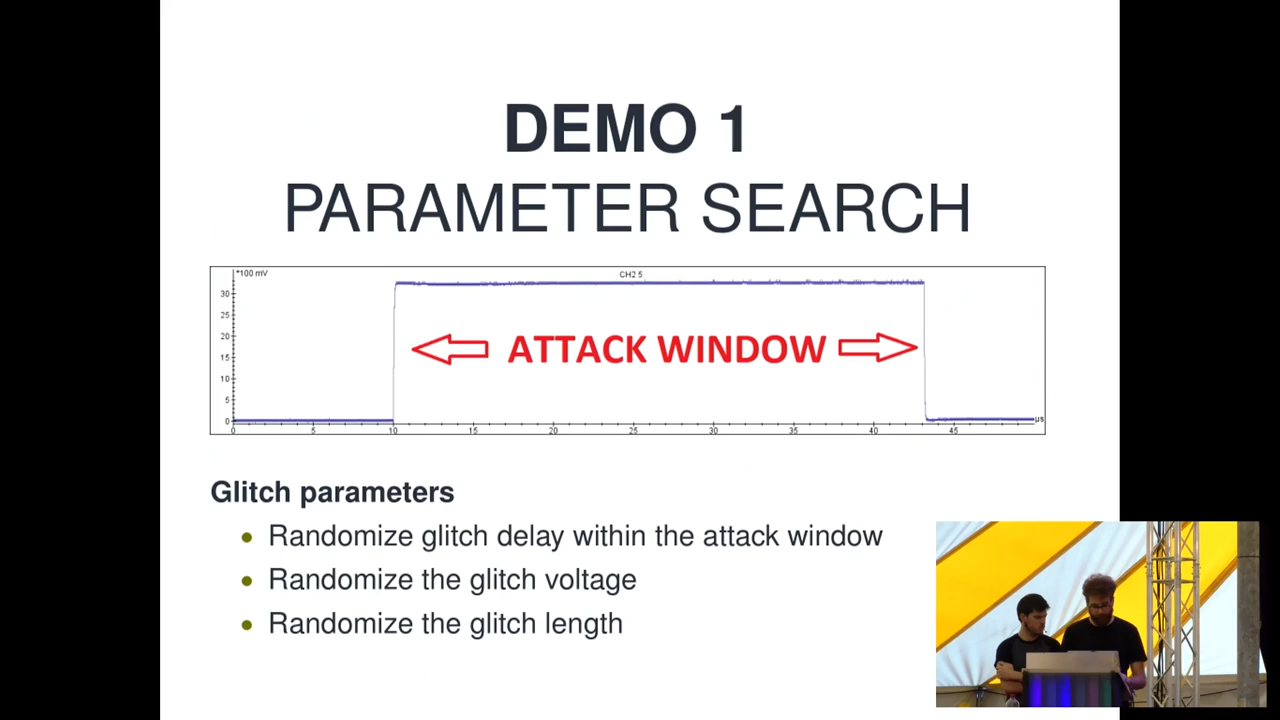 DEMO 1
PARAMETER SEARCH
*100 mV
CH2 5
30
25
20
15
10
5
0
0 5 10 15 20 25 30 35 40 45
µs
ATTACK WINDOW
Glitch parameters
• Randomize glitch delay within the attack window
• Randomize the glitch voltage
• Randomize the glitch length